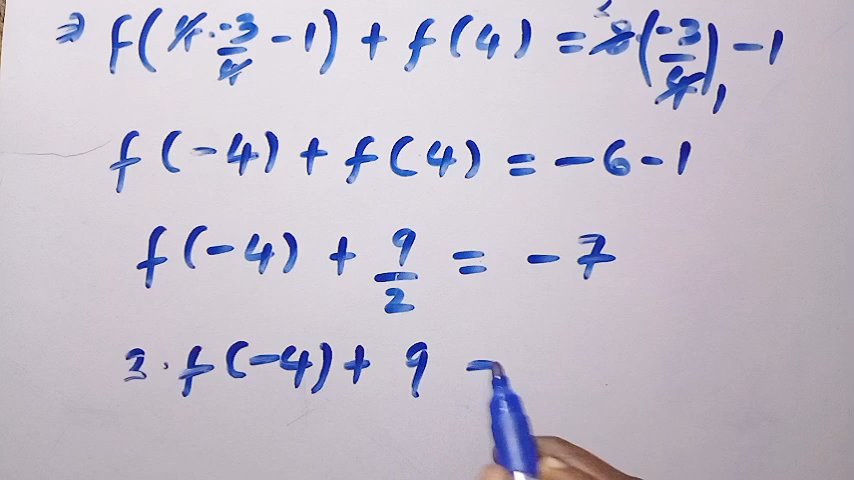 ⇒ f(4·-3/4 - 1) + f(4) = 8(-3/4) - 1
f(-4) + f(4) = -6-1
f(-4) + 9/2 = -7
2·f(-4) + 9 -